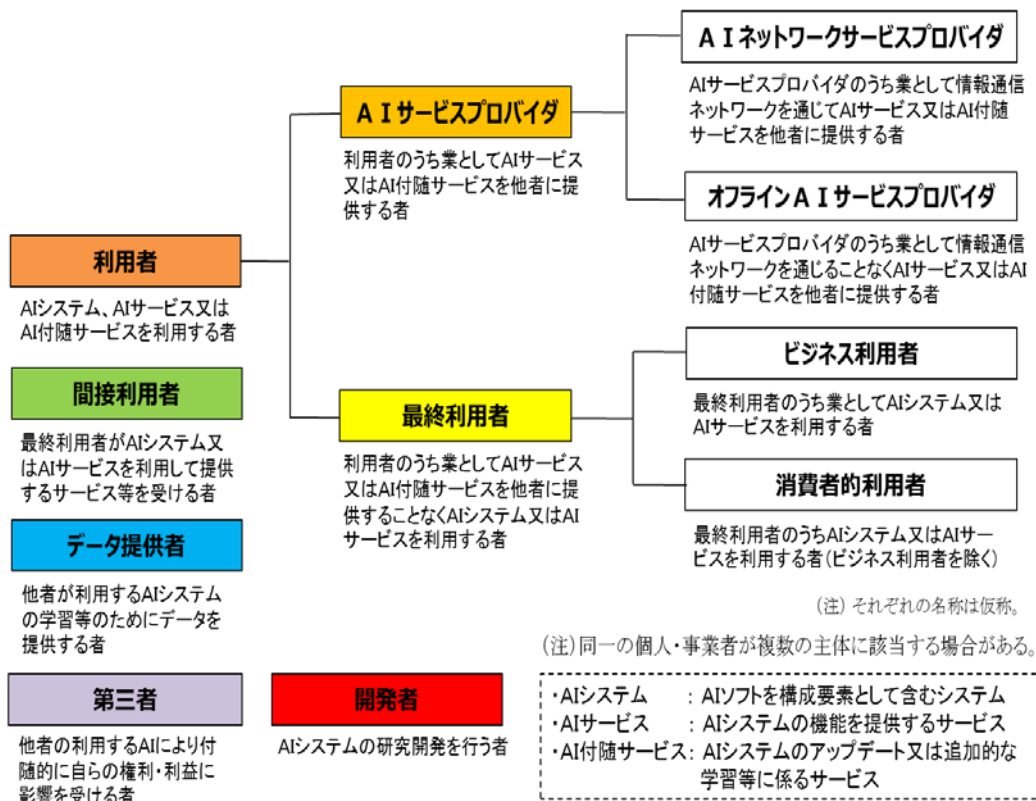 利用者
AIシステム、AIサービス又は
AI付随サービスを利用する者
間接利用者
最終利用者がAIシステム又
はAIサービスを利用して提供
するサービス等を受ける者
データ提供者
他者が利用するAIシステム
の学習等のためにデータを
提供する者
第三者
他者の利用するAIにより付
随的に自らの権利・利益に
影響を受ける者
開発者
AIシステムの研究開発を行う者
ＡＩサービスプロバイダ
利用者のうち業としてAIサービス
又はAI付随サービスを他者に提
供する者
最終利用者
利用者のうち業としてAIサービス
又はAI付随サービスを他者に提
供することなくAIシステム又はAI
サービスを利用する者
ＡＩネットワークサービスプロバイダ
AIサービスプロバイダのうち業として情報通信
ネットワークを通じてAIサービス又はAI付随
サービスを他者に提供する者
オフラインＡＩサービスプロバイダ
AIサービスプロバイダのうち業として情報通信
ネットワークを通じることなくAIサービス又はAI
付随サービスを他者に提供する者
ビジネス利用者
最終利用者のうち業としてAIシステム又は
AIサービスを利用する者
消費者的利用者
最終利用者のうちAIシステム又はAIサー
ビスを利用する者（ビジネス利用者を除く）
（注）それぞれの名称は仮称。
（注）同一の個人・事業者が複数の主体に該当する場合がある。
・AIシステム　：AIソフトを構成要素として含むシステム
・AIサービス　：AIシステムの機能を提供するサービス
・AI付随サービス：AIシステムのアップデート又は追加的な
学習等に係るサービス